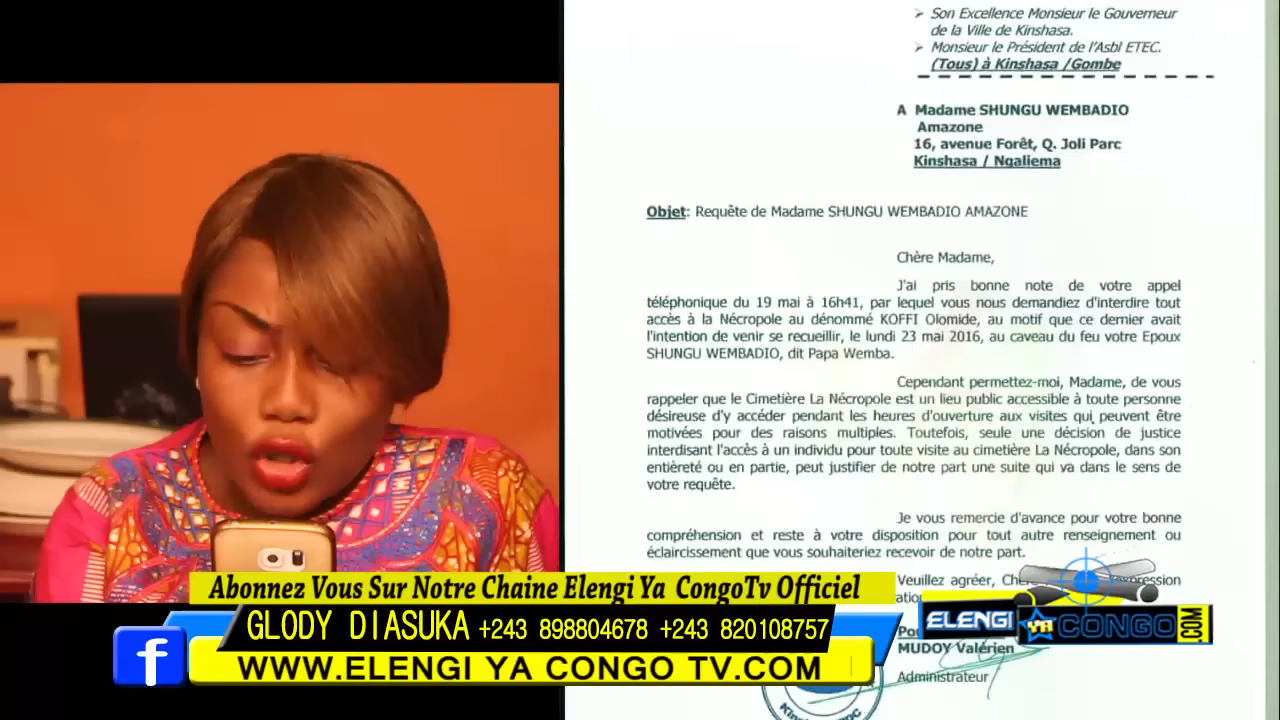 ➢ Son Excellence Monsieur le Gouverneur
de la Ville de Kinshasa.
➢ Monsieur le Président de l'Asbl ETEC.
(Tous) à Kinshasa /Gombe
A Madame SHUNGU WEMBADIO
Amazone
16, avenue Forêt, Q. Joli Parc
Kinshasa / Ngaliema
Objet: Requête de Madame SHUNGU WEMBADIO AMAZONE
Chère Madame,
J'ai pris bonne note de votre appel
téléphonique du 19 mai à 16h41, par lequel vous nous demandiez d'interdire tout
accès à la Nécropole au dénommé KOFFI Olomide, au motif que ce dernier avait
l'intention de venir se recueillir, le lundi 23 mai 2016, au caveau du feu votre Epoux
SHUNGU WEMBADIO, dit Papa Wemba.
Cependant permettez-moi, Madame, de vous
rappeler que le Cimetière La Nécropole est un lieu public accessible à toute personne
désireuse d'y accéder pendant les heures d'ouverture aux visites qui peuvent être
motivées pour des raisons multiples. Toutefois, seule une décision de justice
interdisant l'accès à un individu pour toute visite au cimetière La Nécropole, dans son
entièreté ou en partie, peut justifier de notre part une suite qui va dans le sens de
votre requête.
Je vous remercie d'avance pour votre bonne
compréhension et reste à votre disposition pour tout autre renseignement ou
éclaircissement que vous souhaiteriez recevoir de notre part.
Veuillez agréer,
MUDOY Valérien
Administrateur
Abonnez Vous Sur Notre Chaine Elengi Ya CongoTv Officiel
GLODY DIASUKA +243 898804678 +243 820108757
WWW.ELENGI YA CONGO TV.COM
f
ELENGI YA CONGO .COM